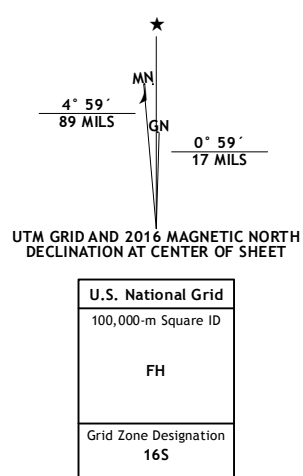 MN
GN
4° 59´
89 MILS
0° 59´
17 MILS
UTM GRID AND 2016 MAGNETIC NORTH
DECLINATION AT CENTER OF SHEET
U.S. National Grid
100,000-m Square ID
FH
Grid Zone Designation
16S